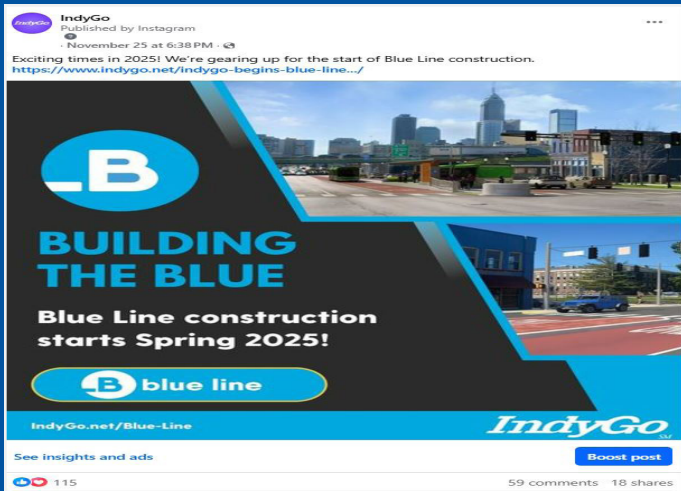 IndyGo
IndyGo
Published by Instagram
· November 25 at 6:38 PM ·
Exciting times in 2025! We're gearing up for the start of Blue Line construction.
https://www.indygo.net/indygo-begins-blue-line.../
B
BUILDING
THE BLUE
Blue Line construction
starts Spring 2025!
B blue line
IndyGo.net/Blue-Line
IndyGo
SM
See insights and ads
Boost post
115
59 comments 18 shares